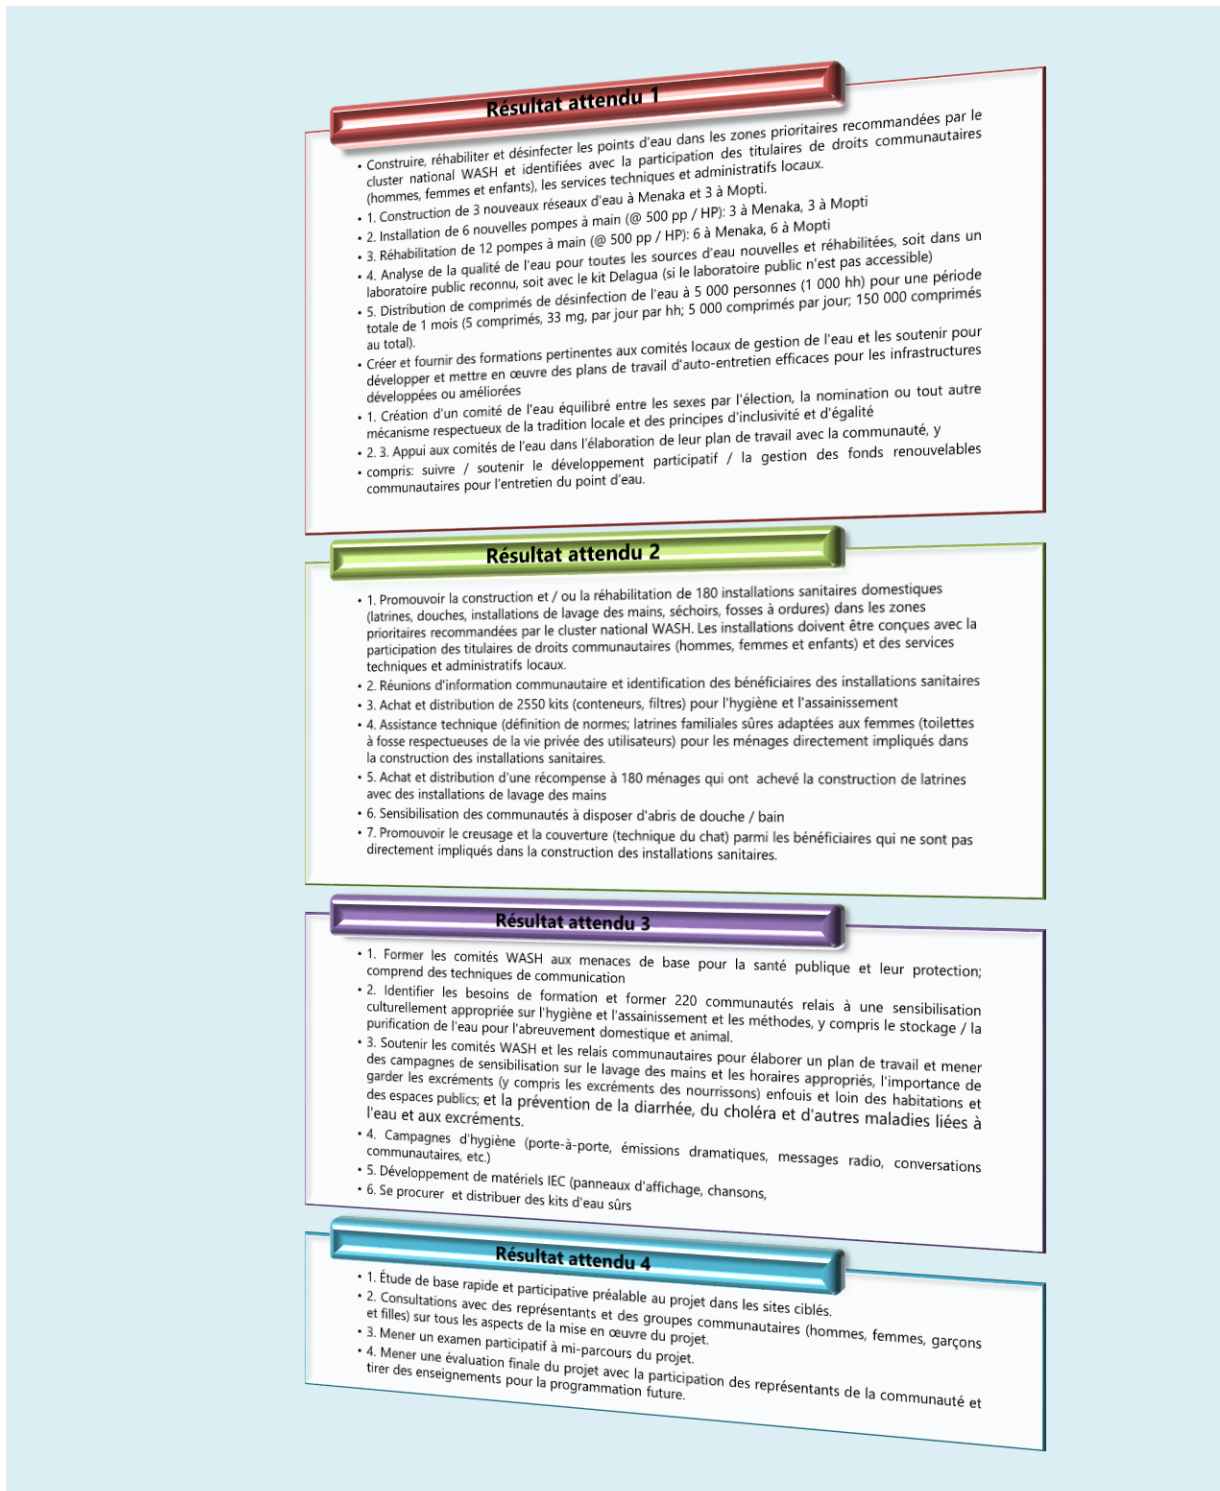 Résultat attendu 1
• Construire, réhabiliter et désinfecter les points d'eau dans les zones prioritaires recommandées par le
cluster national WASH et identifiées avec la participation des titulaires de droits communautaires
(hommes, femmes et enfants), les services techniques et administratifs locaux.
• 1. Construction de 3 nouveaux réseaux d'eau à Menaka et 3 à Mopti.
• 2. Installation de 6 nouvelles pompes à main (@ 500 pp / HP): 3 à Menaka, 3 à Mopti
• 3. Réhabilitation de 12 pompes à main (@ 500 pp / HP): 6 à Menaka, 6 à Mopti
• 4. Analyse de la qualité de l'eau pour toutes les sources d'eau nouvelles et réhabilitées, soit dans un
laboratoire public reconnu, soit avec le kit Delagua (si le laboratoire public n'est pas accessible)
• 5. Distribution de comprimés de désinfection de l'eau à 5 000 personnes (1 000 hh) pour une période
totale de 1 mois (5 comprimés, 33 mg, par jour par hh; 5 000 comprimés par jour; 150 000 comprimés
au total).
• Créer et fournir des formations pertinentes aux comités locaux de gestion de l'eau et les soutenir pour
développer et mettre en œuvre des plans de travail d'auto-entretien efficaces pour les infrastructures
développées ou améliorées
• 1. Création d'un comité de l'eau équilibré entre les sexes par l'élection, la nomination ou tout autre
mécanisme respectueux de la tradition locale et des principes d'inclusivité et d'égalité
• 2. 3. Appui aux comités de l'eau dans l'élaboration de leur plan de travail avec la communauté, y
• compris: suivre / soutenir le développement participatif / la gestion des fonds renouvelables
communautaires pour l'entretien du point d'eau.
Résultat attendu 2
• 1. Promouvoir la construction et / ou la réhabilitation de 180 installations sanitaires domestiques
(latrines, douches, installations de lavage des mains, séchoirs, fosses à ordures) dans les zones
prioritaires recommandées par le cluster national WASH. Les installations doivent être conçues avec la
participation des titulaires de droits communautaires (hommes, femmes et enfants) et des services
techniques et administratifs locaux.
• 2. Réunions d'information communautaire et identification des bénéficiaires des installations sanitaires
• 3. Achat et distribution de 2550 kits (conteneurs, filtres) pour l'hygiène et l'assainissement
• 4. Assistance technique (définition de normes; latrines familiales sûres adaptées aux femmes (toilettes
à fosse respectueuses de la vie privée des utilisateurs) pour les ménages directement impliqués dans
la construction des installations sanitaires.
• 5. Achat et distribution d'une récompense à 180 ménages qui ont achevé la construction de latrines
avec des installations de lavage des mains
• 6. Sensibilisation des communautés à disposer d'abris de douche / bain
• 7. Promouvoir le creusage et la couverture (technique du chat) parmi les bénéficiaires qui ne sont pas
directement impliqués dans la construction des installations sanitaires.
Résultat attendu 3
• 1. Former les comités WASH aux menaces de base pour la santé publique et leur protection;
comprend des techniques de communication
• 2. Identifier les besoins de formation et former 220 communautés relais à une sensibilisation
culturellement appropriée sur l'hygiène et l'assainissement et les méthodes, y compris le stockage / la
purification de l'eau pour l'abreuvement domestique et animal.
• 3. Soutenir les comités WASH et les relais communautaires pour élaborer un plan de travail et mener
des campagnes de sensibilisation sur le lavage des mains et les horaires appropriés, l'importance de
garder les excréments (y compris les excréments des nourrissons) enfouis et loin des habitations et
des espaces publics; et la prévention de la diarrhée, du choléra et d'autres maladies liées à
l'eau et aux excréments.
• 4. Campagnes d'hygiène (porte-à-porte, émissions dramatiques, messages radio, conversations
communautaires, etc.)
• 5. Développement de matériels IEC (panneaux d'affichage, chansons,
• 6. Se procurer et distribuer des kits d'eau sûrs
Résultat attendu 4
• 1. Étude de base rapide et participative préalable au projet dans les sites ciblés.
• 2. Consultations avec des représentants et des groupes communautaires (hommes, femmes, garçons
et filles) sur tous les aspects de la mise en œuvre du projet.
• 3. Mener un examen participatif à mi-parcours du projet.
• 4. Mener une évaluation finale du projet avec la participation des représentants de la communauté et
tirer des enseignements pour la programmation future.